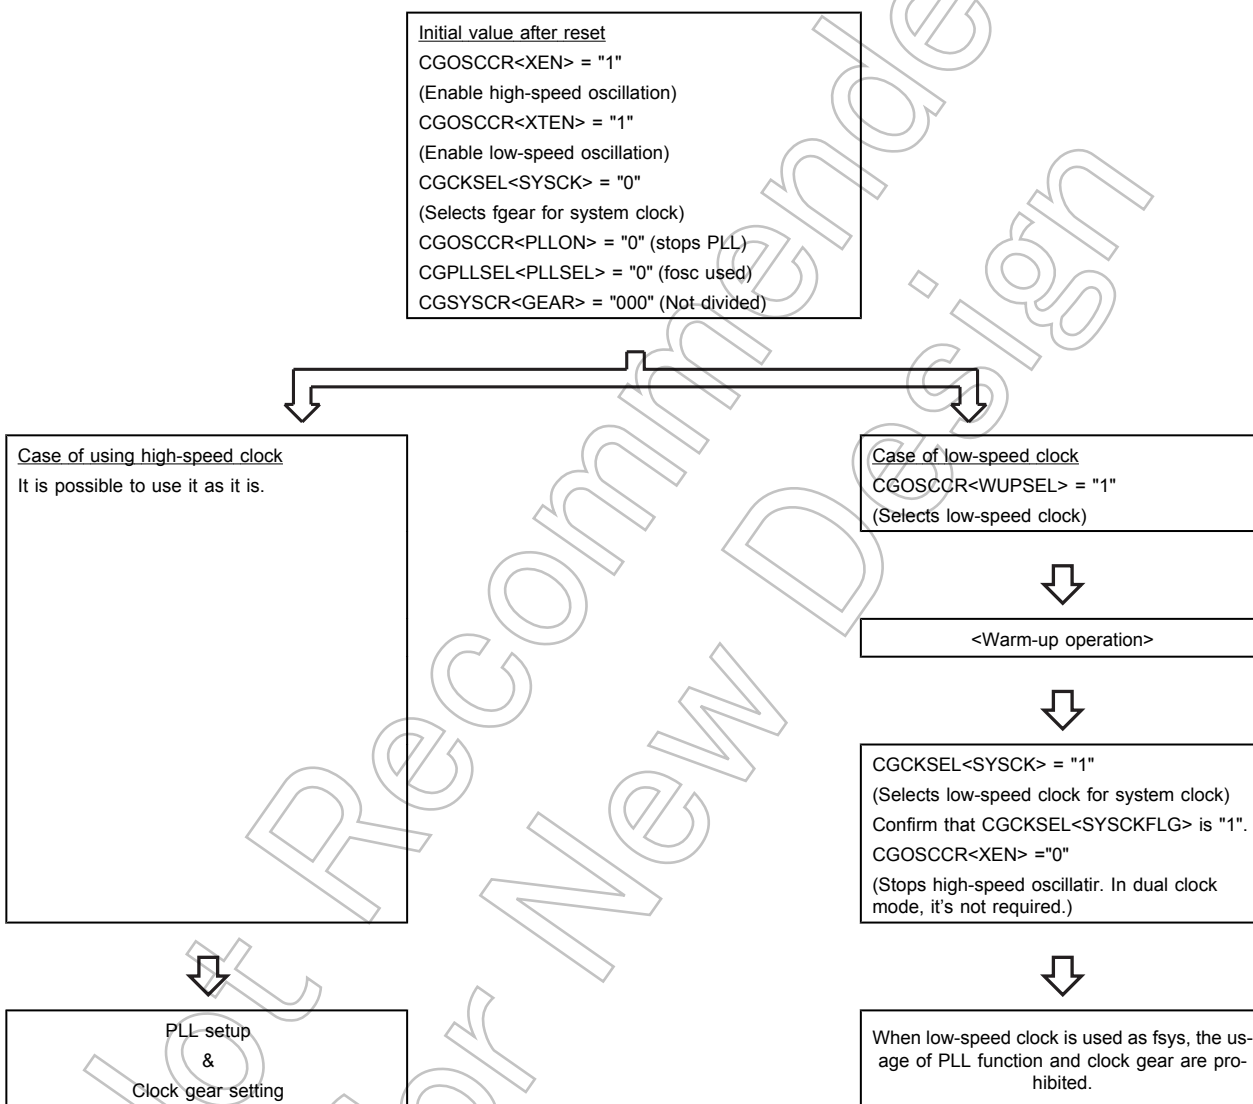 Initial value after reset
CGOSCCR<XEN> = "1"
(Enable high-speed oscillation)
CGOSCCR<XTEN> = "1"
(Enable low-speed oscillation)
CGCKSEL<SYSCK> = "0"
(Selects fgear for system clock)
CGOSCCR<PLLON> = "0" (stops PLL)
CGPLLSEL<PLLSEL> = "0" (fosc used)
CGSYSCR<GEAR> = "000" (Not divided)
Case of using high-speed clock
It is possible to use it as it is.
Case of low-speed clock
CGOSCCR<WUPSEL> = "1"
(Selects low-speed clock)
<Warm-up operation>
CGCKSEL<SYSCK> = "1"
(Selects low-speed clock for system clock)
Confirm that CGCKSEL<SYSCKFLG> is "1".
CGOSCCR<XEN> ="0"
(Stops high-speed oscillatir. In dual clock
mode, it's not required.)
PLL setup
&
Clock gear setting
When low-speed clock is used as fsys, the us-
age of PLL function and clock gear are pro-
hibited.
Not Recommende
for New Design